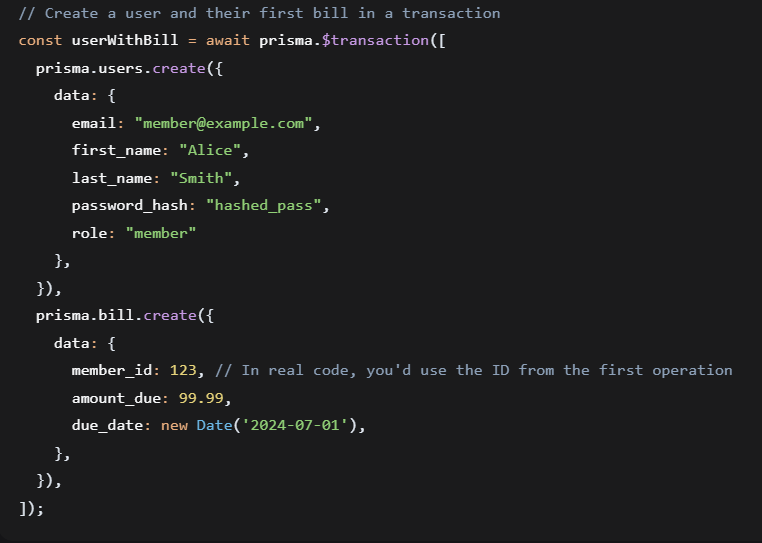 // Create a user and their first bill in a transaction
const userWithBill = await prisma.$transaction([
  prisma.users.create({
    data: {
      email: "member@example.com",
      first_name: "Alice",
      last_name: "Smith",
      password_hash: "hashed_pass",
      role: "member"
    },
  }),
  prisma.bill.create({
    data: {
      member_id: 123, // In real code, you'd use the ID from the first operation
      amount_due: 99.99,
      due_date: new Date('2024-07-01'),
    },
  }),
]);